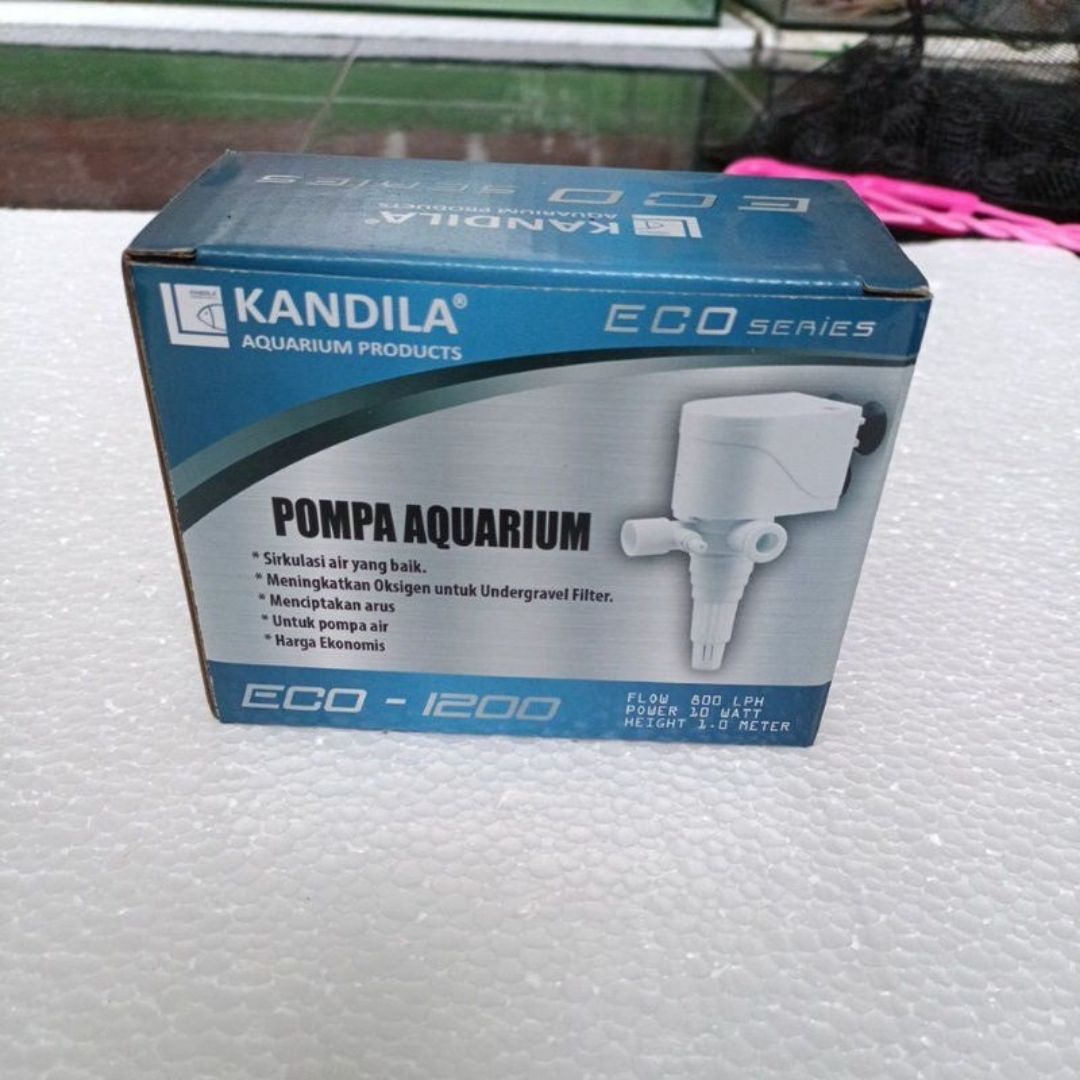 ECO SERIES
KANDILA®
AQUARIUM PRODUCTS
KANDILA®
AQUARIUM PRODUCTS
ECO SERIES
POMPA AQUARIUM
* Sirkulasi air yang baik.
* Meningkatkan Oksigen untuk Undergravel Filter.
* Menciptakan arus
* Untuk pompa air
* Harga Ekonomis
ECO - 1200
FLOW 800 LPH
POWER 10 WATT
HEIGHT 1.0 METER